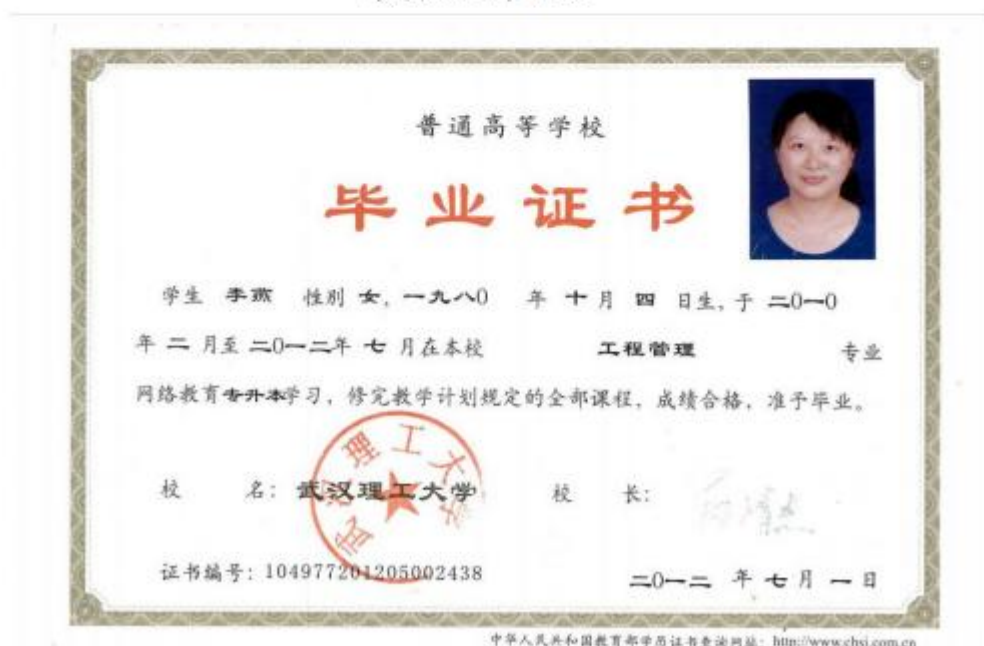 普通高等学校
毕业证书
学生 李燕 性别 女, 一九八0 年 十 月 四 日生, 于 二0一0
年 二 月至 二0一二年 七 月在本校 工程管理 专业
网络教育专升本学习, 修完教学计划规定的全部课程, 成绩合格, 准予毕业。
武汉理工大学
校 名: 武汉理工大学 校 长:
证书编号: 104977201205002438 二0一二 年 七 月 一 日
中华人民共和国教育部学历证书查询网址: http://www.chsi.com.cn